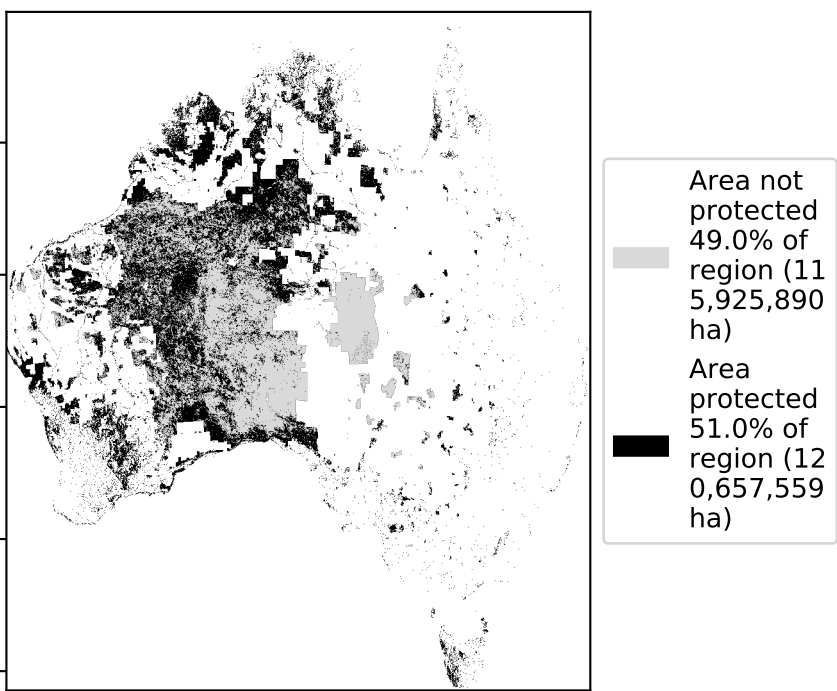 Area not
protected
49.0% of
region (11
5,925,890
ha)
Area
protected
51.0% of
region (12
0,657,559
ha)